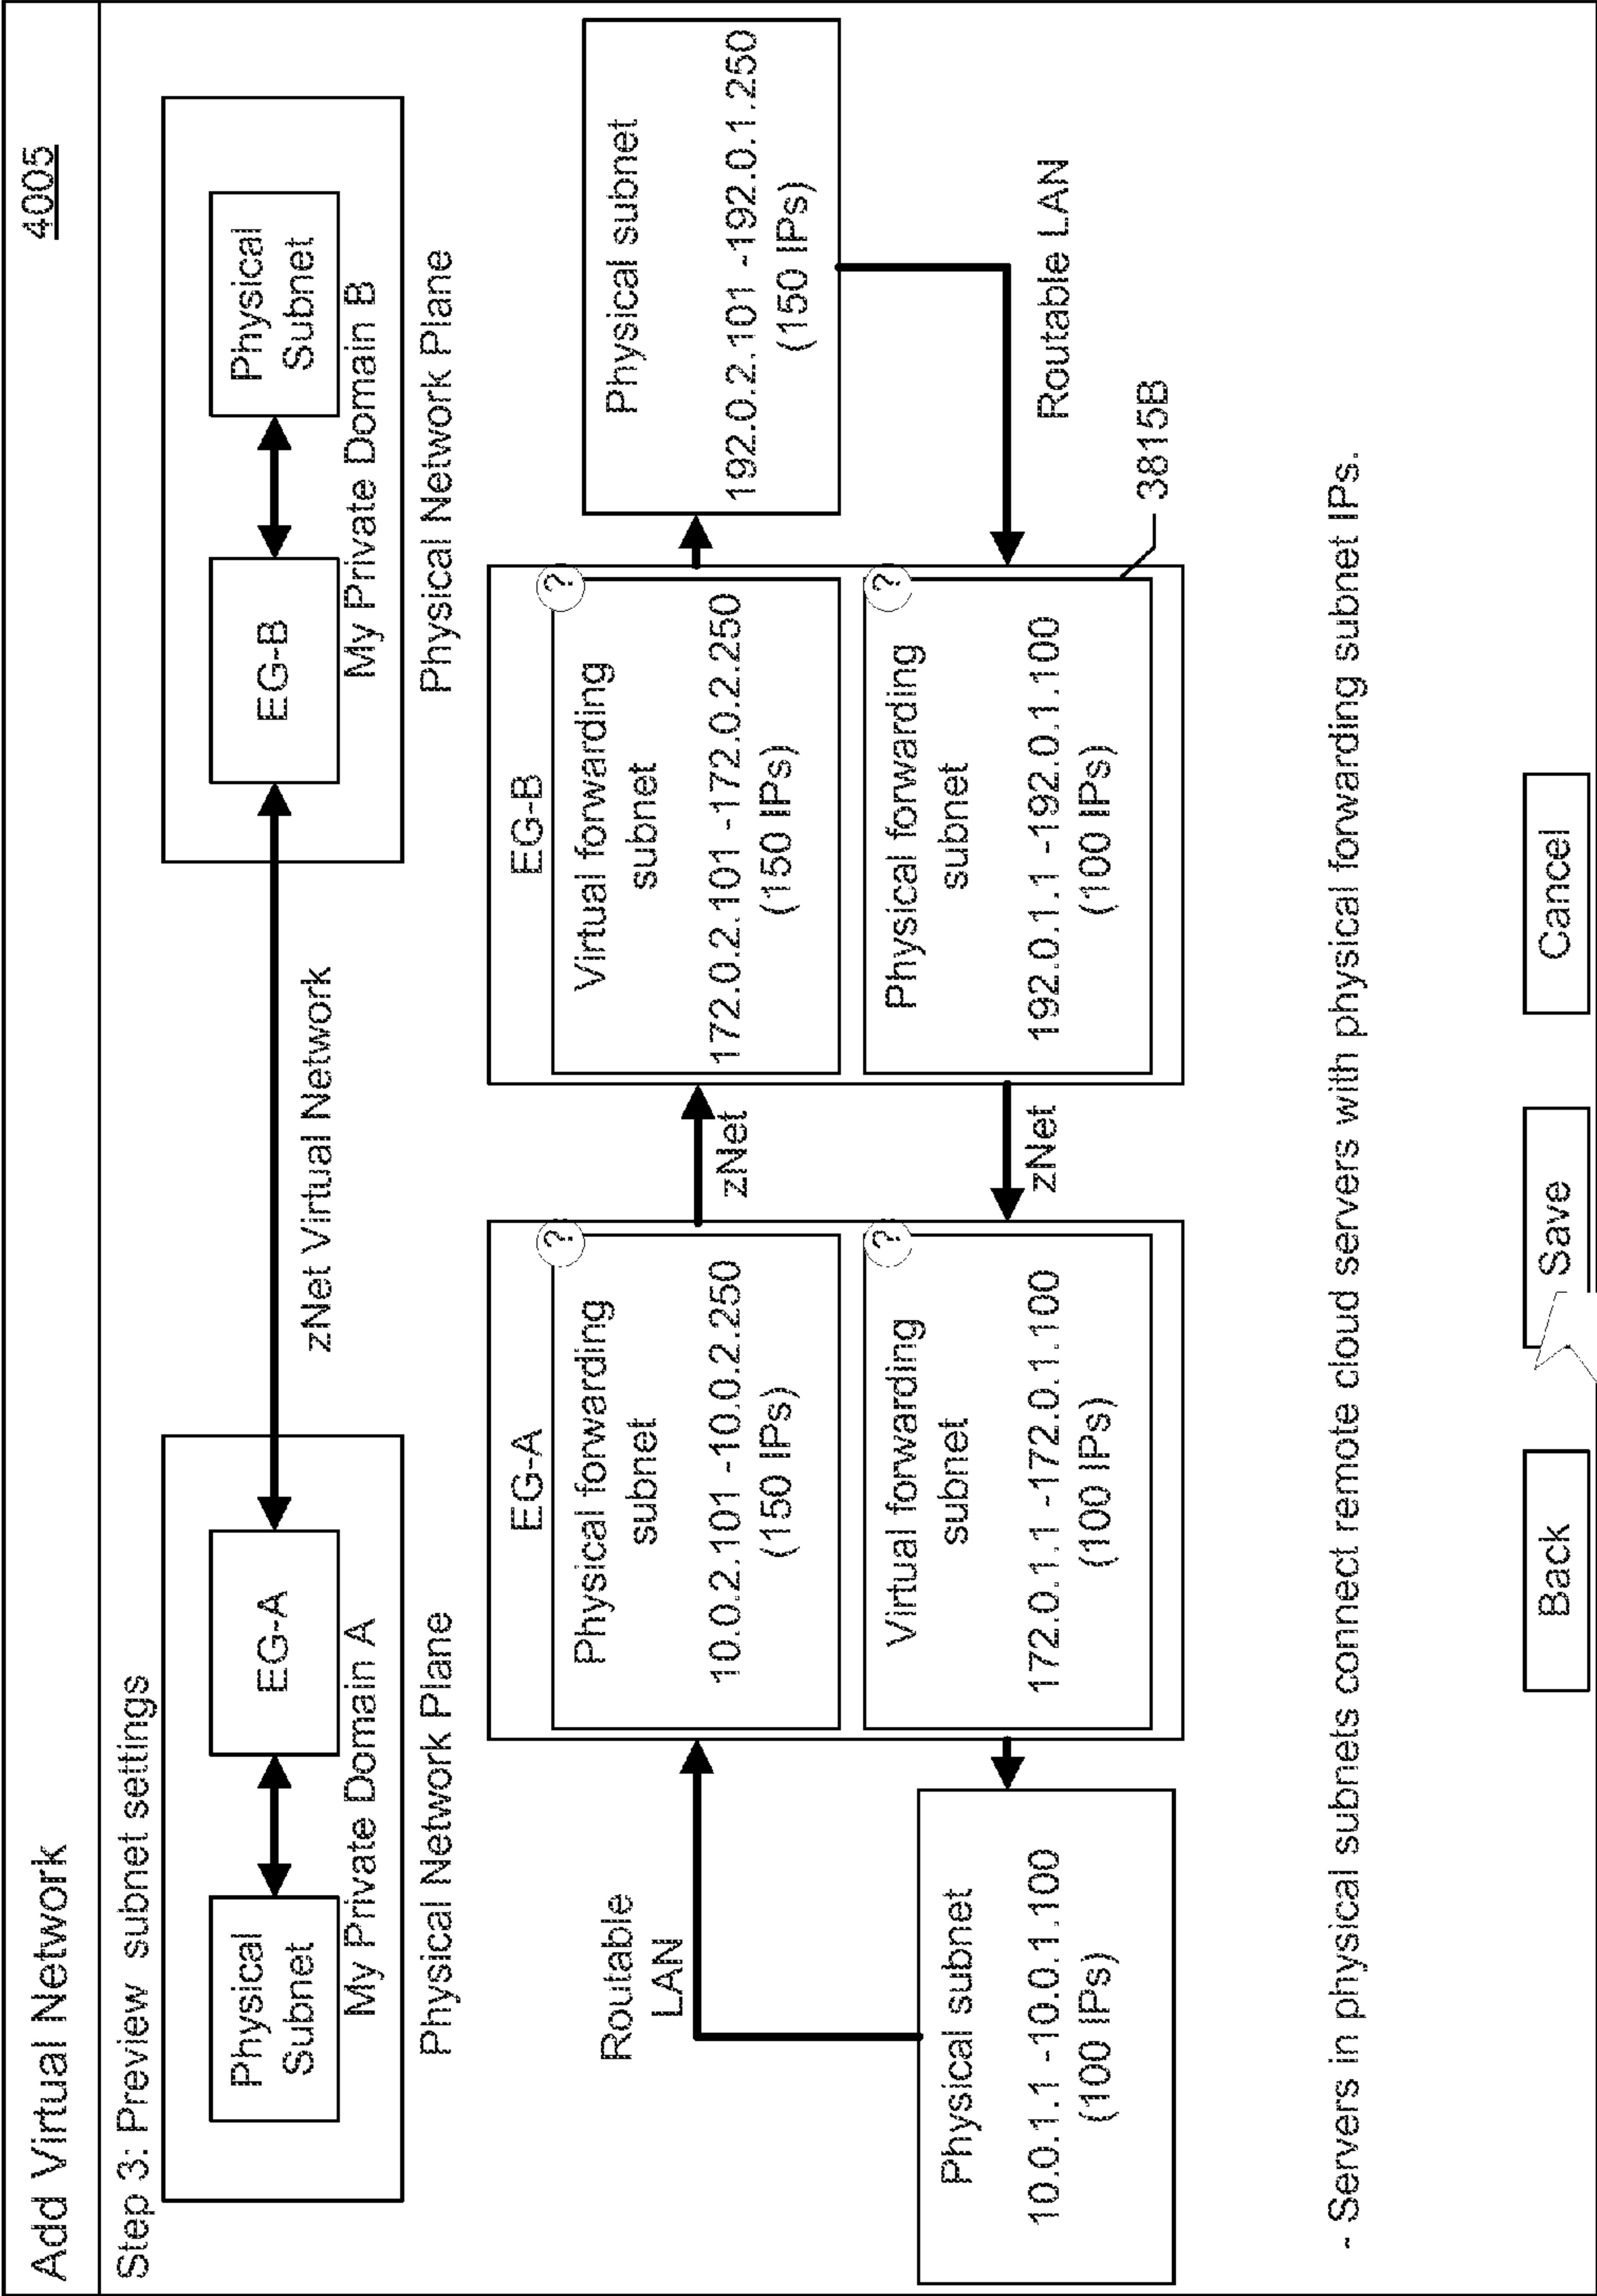 Add Virtual Network
4005
Step 3: Preview subnet settings
Physical
Subnet
EG-A
My Private Domain A
Physical Network Plane
zNet Virtual Network
EG-B
Physical
Subnet
My Private Domain B
Physical Network Plane
Routable
LAN
Physical subnet
10.0.1.1 -10.0.1.100
(100 IPs)
EG-A
?
Physical forwarding
subnet
10.0.2.101 -10.0.2.250
(150 IPs)
?
Virtual forwarding
subnet
172.0.1.1 -172.0.1.100
(100 IPs)
zNet
zNet
EG-B
?
Virtual forwarding
subnet
172.0.2.101 -172.0.2.250
(150 IPs)
?
Physical forwarding
subnet
192.0.1.1 -192.0.1.100
(100 IPs)
Physical subnet
192.0.2.101 -192.0.1.250
(150 IPs)
Routable LAN
3815B
- Servers in physical subnets connect remote cloud servers with physical forwarding subnet IPs.
Back
Save
Cancel